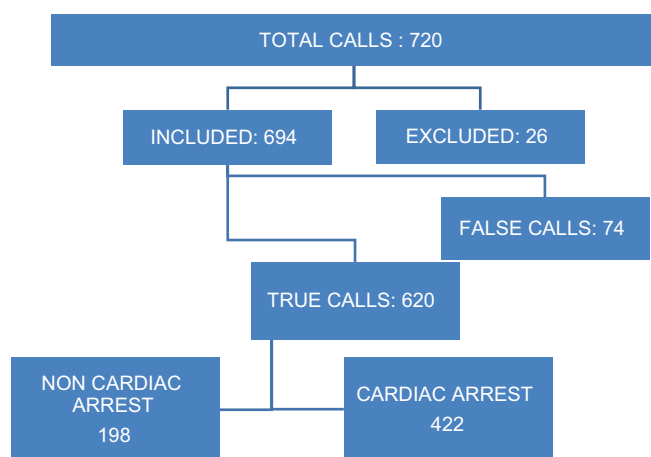 TOTAL CALLS : 720
INCLUDED: 694
EXCLUDED: 26
FALSE CALLS: 74
TRUE CALLS: 620
NON CARDIAC
ARREST
198
CARDIAC ARREST
422